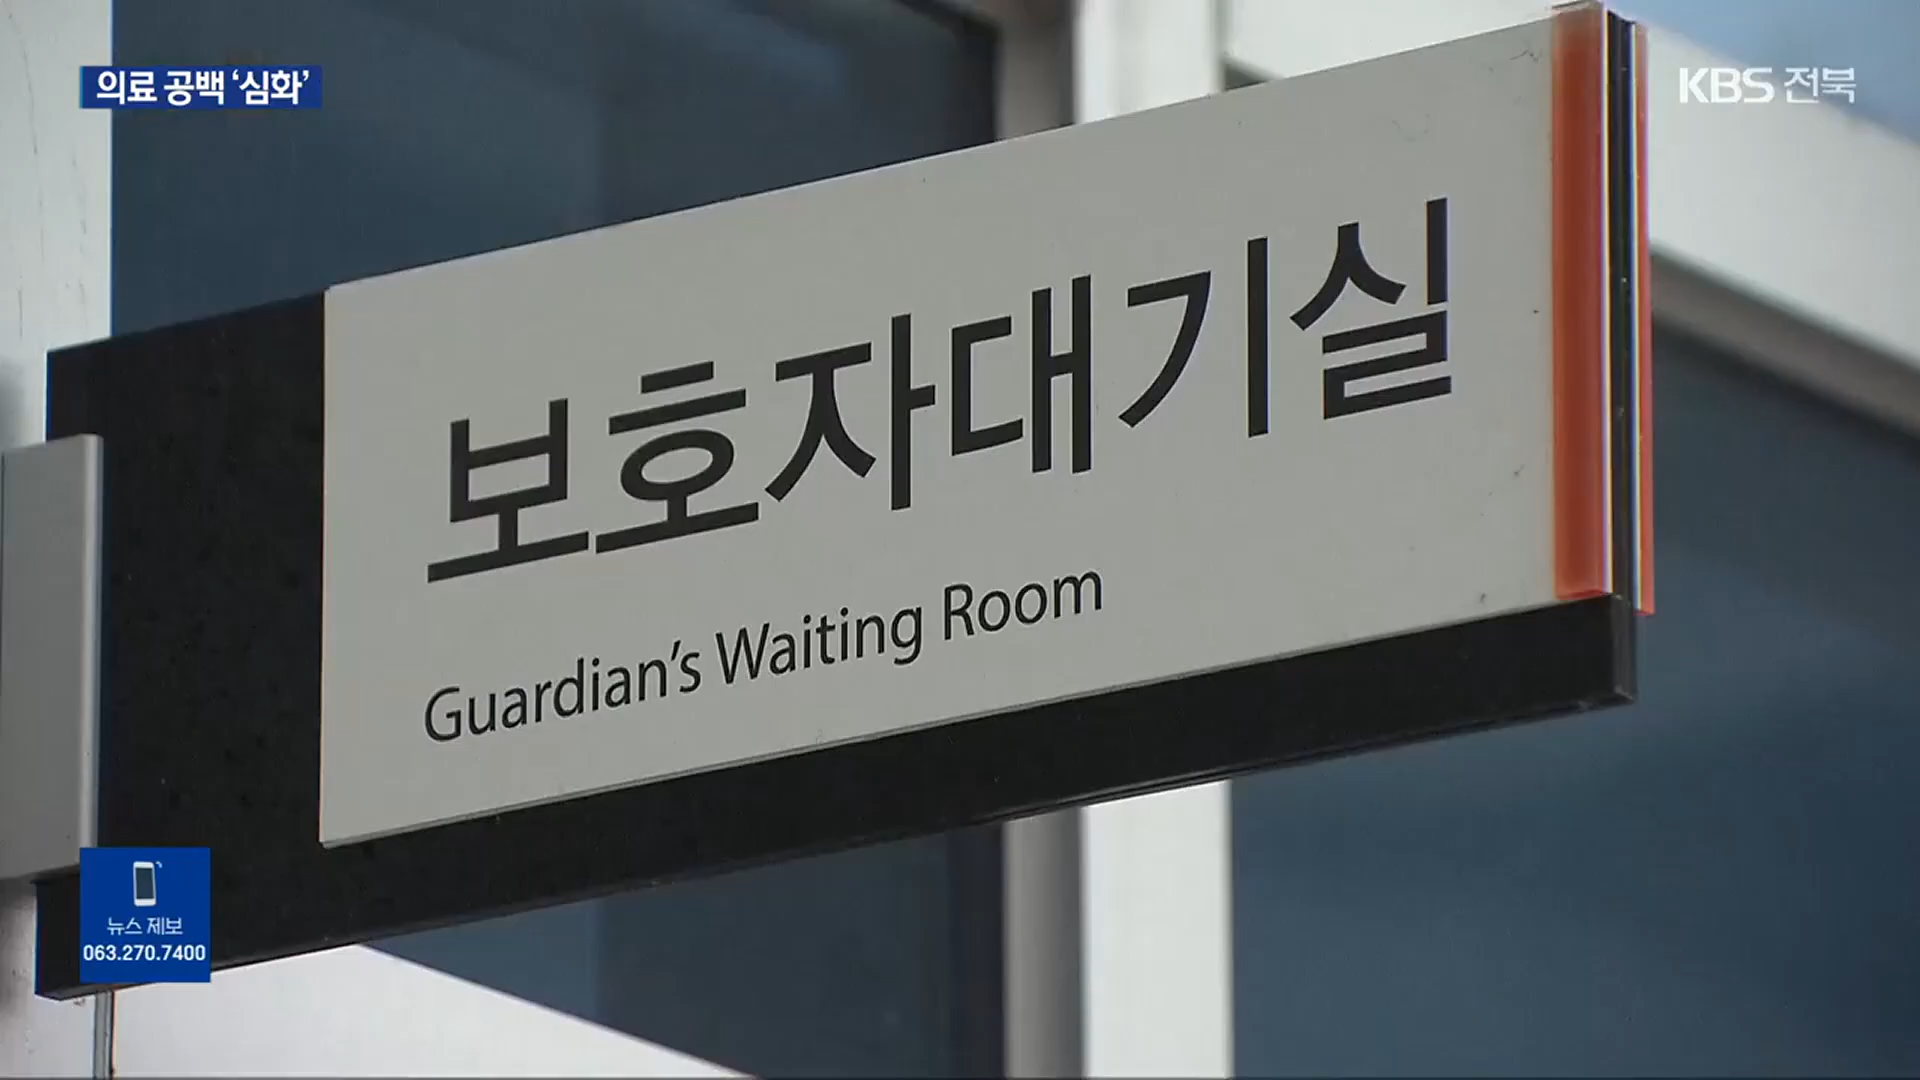 의료 공백 ‘심화’
KBS 전북
보호자대기실
Guardian’s Waiting Room
뉴스 제보
063.270.7400